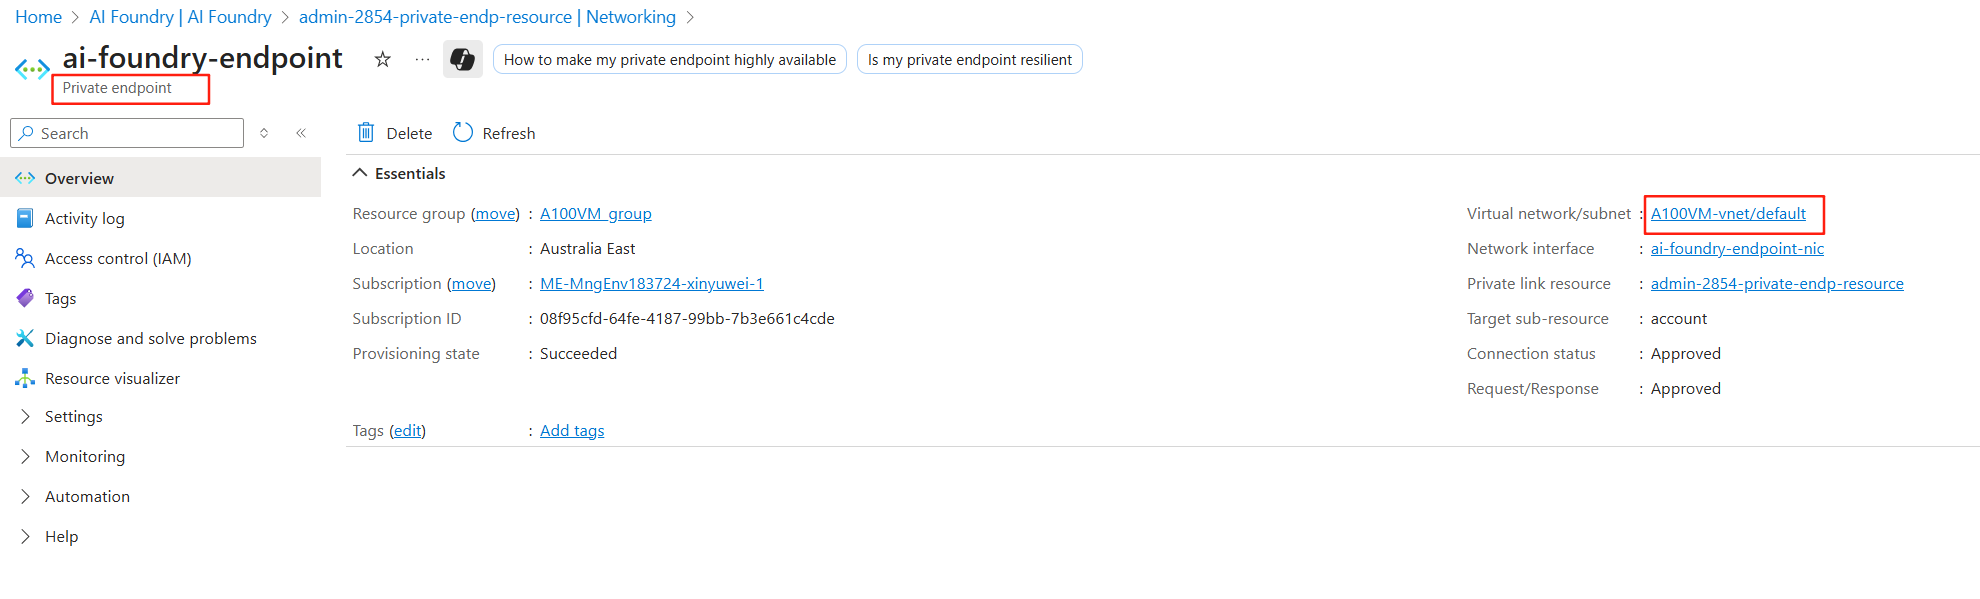 Home > AI Foundry | AI Foundry > admin-2854-private-endp-resource | Networking >
ai-foundry-endpoint
How to make my private endpoint highly available
Is my private endpoint resilient
Private endpoint
Search
Overview
Activity log
Access control (IAM)
Tags
Diagnose and solve problems
Resource visualizer
Settings
Monitoring
Automation
Help
Delete
Refresh
Essentials
Resource group (move) : A100VM_group
Location : Australia East
Subscription (move) : ME-MngEnv183724-xinyuwei-1
Subscription ID : 08f95cfd-64fe-4187-99bb-7b3e661c4cde
Provisioning state : Succeeded
Virtual network/subnet : A100VM-vnet/default
Network interface : ai-foundry-endpoint-nic
Private link resource : admin-2854-private-endp-resource
Target sub-resource : account
Connection status : Approved
Request/Response : Approved
Tags (edit) : Add tags